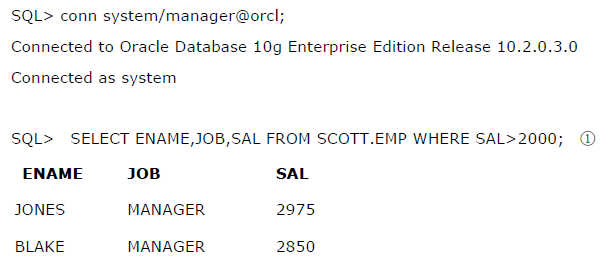 SQL> conn system/manager@orcl;
Connected to Oracle Database 10g Enterprise Edition Release 10.2.0.3.0
Connected as system
SQL> SELECT ENAME,JOB,SAL FROM SCOTT.EMP WHERE SAL>2000; ①
ENAME JOB SAL
JONES MANAGER 2975
BLAKE MANAGER 2850